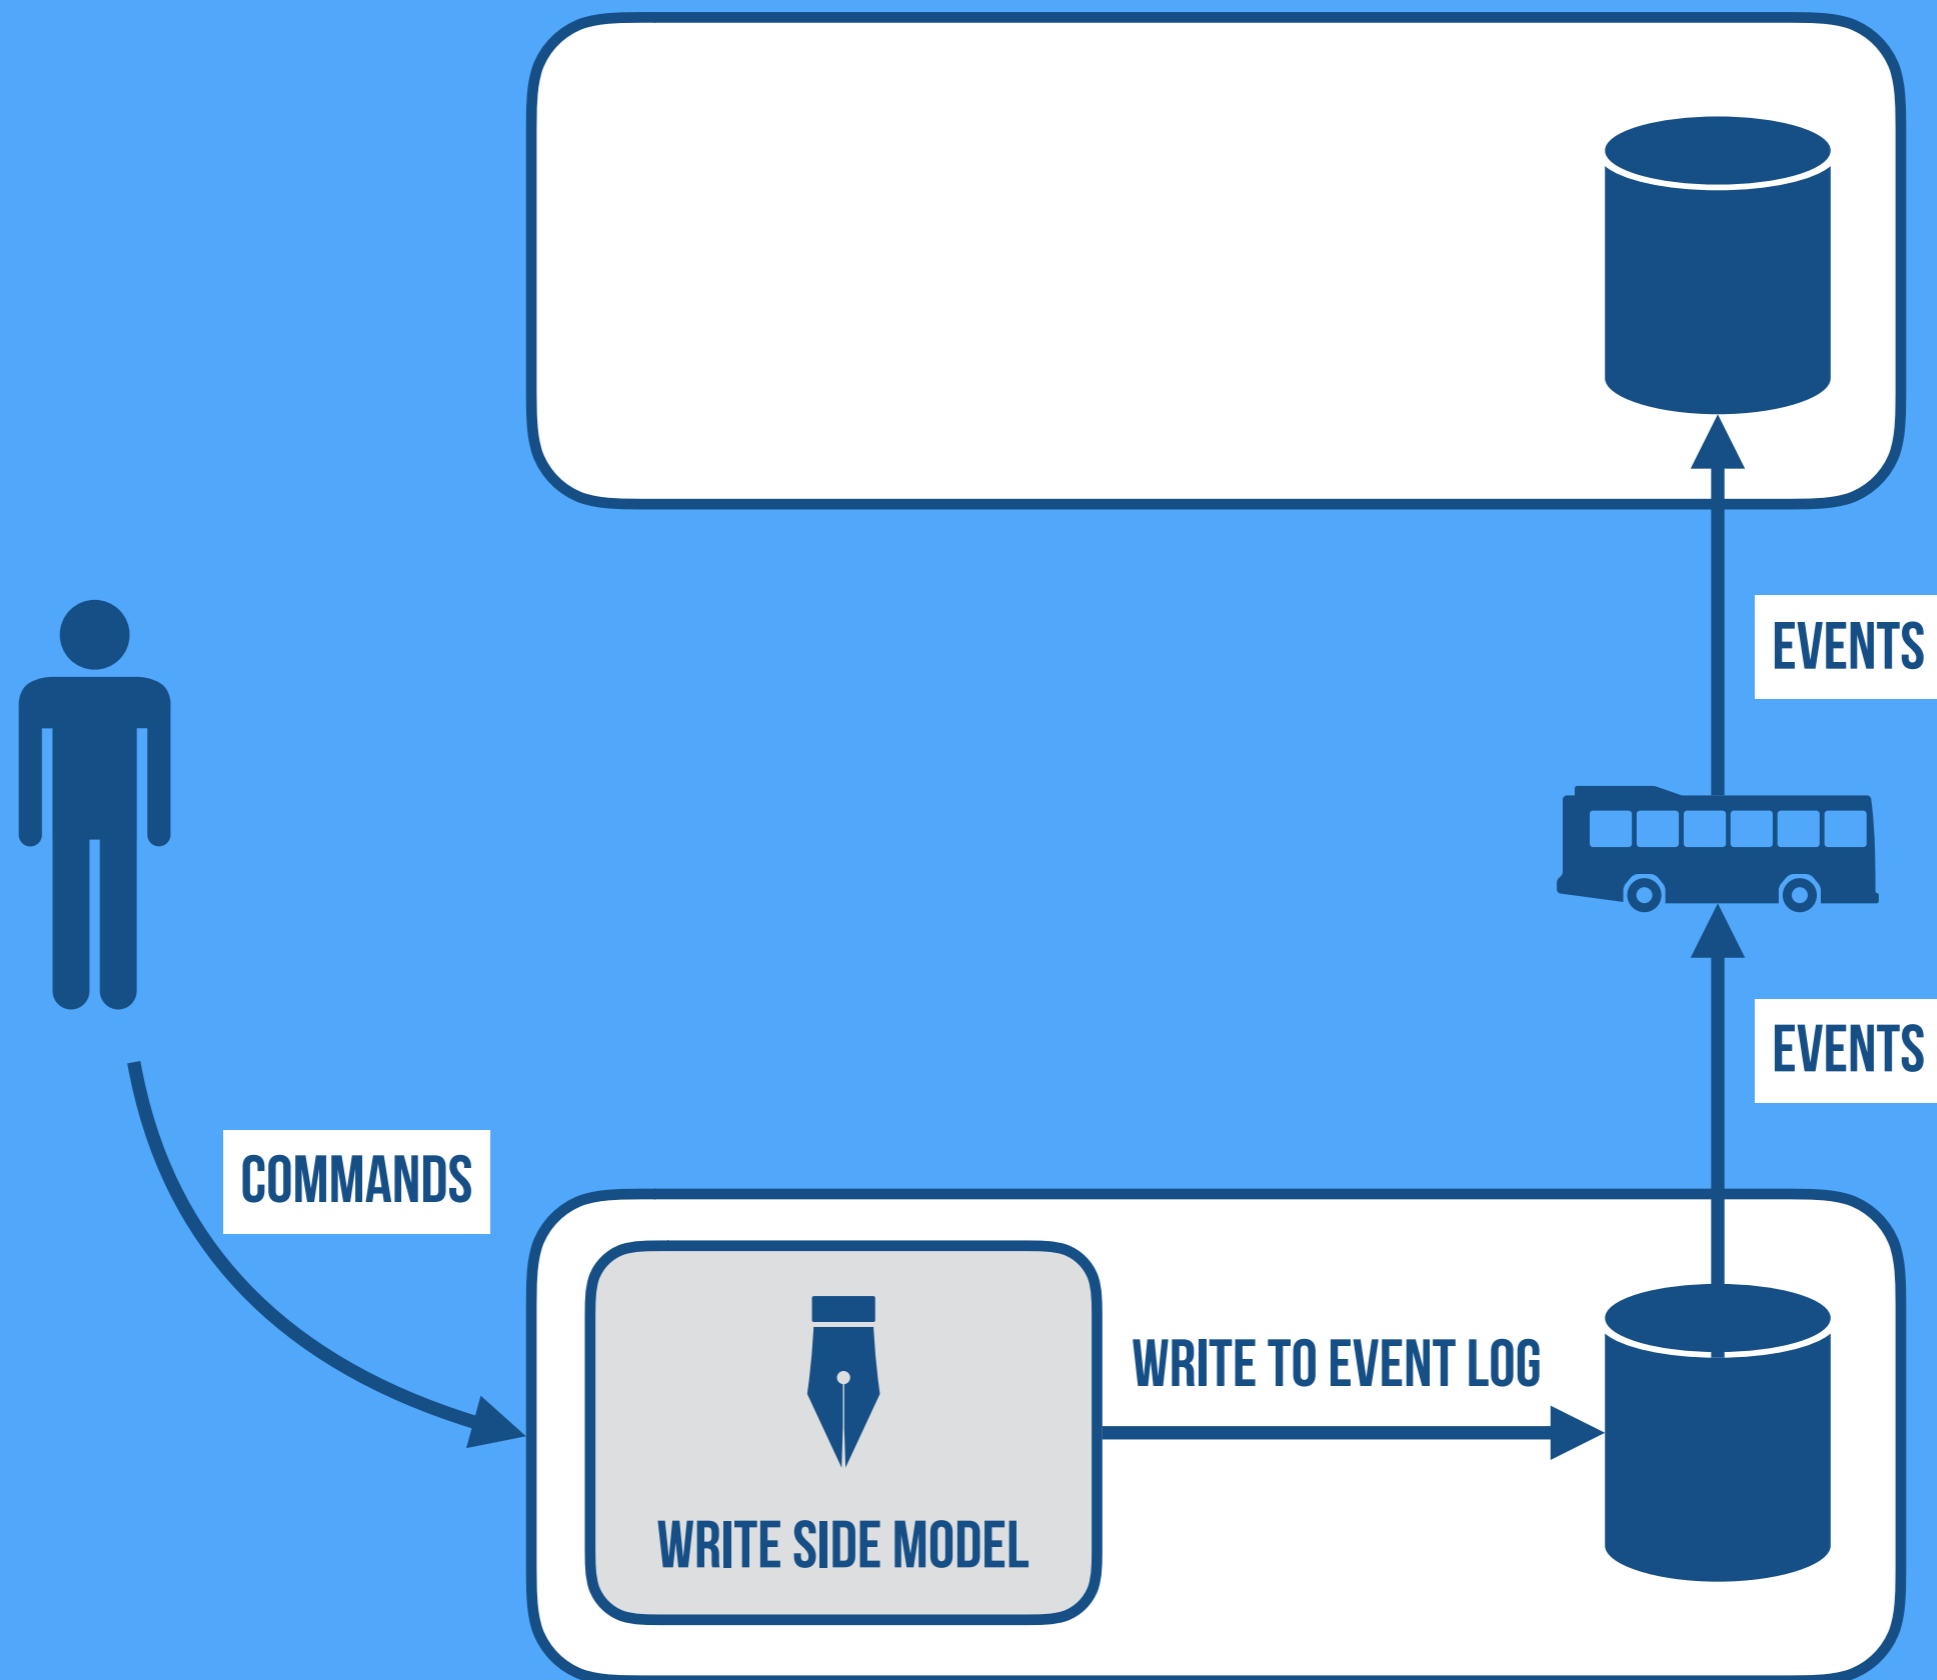 EVENTS
EVENTS
COMMANDS
WRITE TO EVENT LOG
WRITE SIDE MODEL